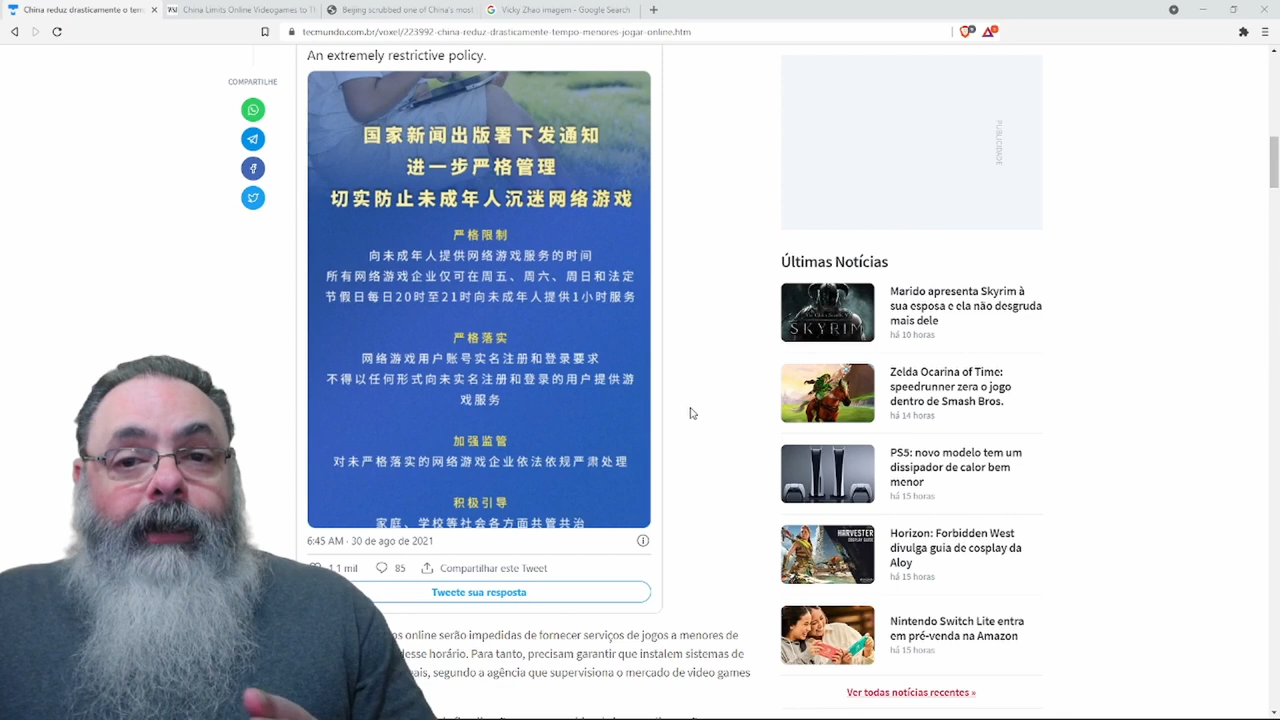 China reduz drasticamente o tem
China Limits Online Videogames to Th
Beijing scrubbed one of China's most
Vicky Zhao imagem - Google Search
tecmundo.com.br/voxel/223992-china-reduz-drasticamente-tempo-menores-jogar-online.htm
An extremely restrictive policy.
COMPARTILHE
国家新闻出版署下发通知
进一步严格管理
切实防止未成年人沉迷网络游戏
严格限制
向未成年人提供网络游戏服务的时间
所有网络游戏企业仅可在周五、周六、周日和法定
节假日每日20时至21时向未成年人提供1小时服务
严格落实
网络游戏用户账号实名注册和登录要求
不得以任何形式向未实名注册和登录的用户提供游
戏服务
加强监管
对未严格落实的网络游戏企业依法依规严肃处理
积极引导
家庭、学校等社会各方面共管共治
6:45 AM · 30 de ago de 2021
1,1 mil
85
Compartilhar este Tweet
Tweete sua resposta
os online serão impedidas de fornecer serviços de jogos a menores de
desse horário. Para tanto, precisam garantir que instalem sistemas de
eais, segundo a agência que supervisiona o mercado de video games
PUBLICIDADE
Últimas Notícias
SKYRIM
Marido apresenta Skyrim à
sua esposa e ela não desgruda
mais dele
há 10 horas
Zelda Ocarina of Time:
speedrunner zera o jogo
dentro de Smash Bros.
há 14 horas
PS5: novo modelo tem um
dissipador de calor bem
menor
há 15 horas
HARVESTER
COSPLAY GUIDE
Horizon: Forbidden West
divulga guia de cosplay da
Aloy
há 15 horas
Nintendo Switch Lite entra
em pré-venda na Amazon
há 15 horas
Ver todas notícias recentes »